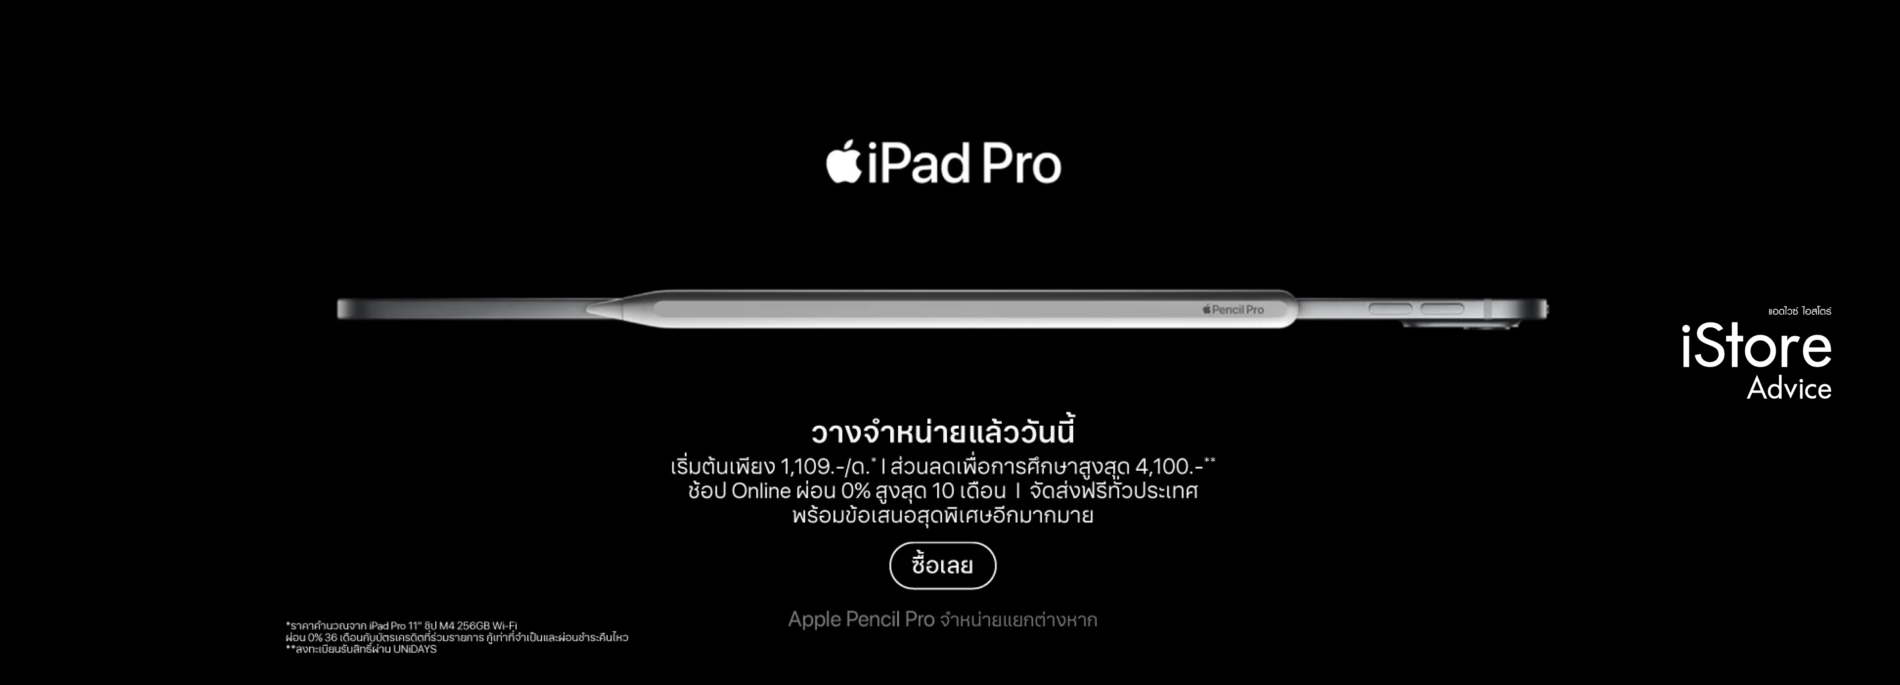 iPad Pro
Pencil Pro
แอดไวซ์ ไอสโตร์
iStore
Advice
วางจำหน่ายแล้ววันนี้
เริ่มต้นเพียง 1,109.-/ด.* | ส่วนลดเพื่อการศึกษาสูงสุด 4,100.-**
ช้อป Online ผ่อน 0% สูงสุด 10 เดือน | จัดส่งฟรีทั่วประเทศ
พร้อมข้อเสนอสุดพิเศษอีกมากมาย
ซื้อเลย
Apple Pencil Pro จำหน่ายแยกต่างหาก
*ราคาคำนวณจาก iPad Pro 11" ชิป M4 256GB Wi-Fi
ผ่อน 0% 36 เดือนกับบัตรเครดิตที่ร่วมรายการ กู้เท่าที่จำเป็นและผ่อนชำระคืนไหว
**ลงทะเบียนรับสิทธิ์ผ่าน UNiDAYS